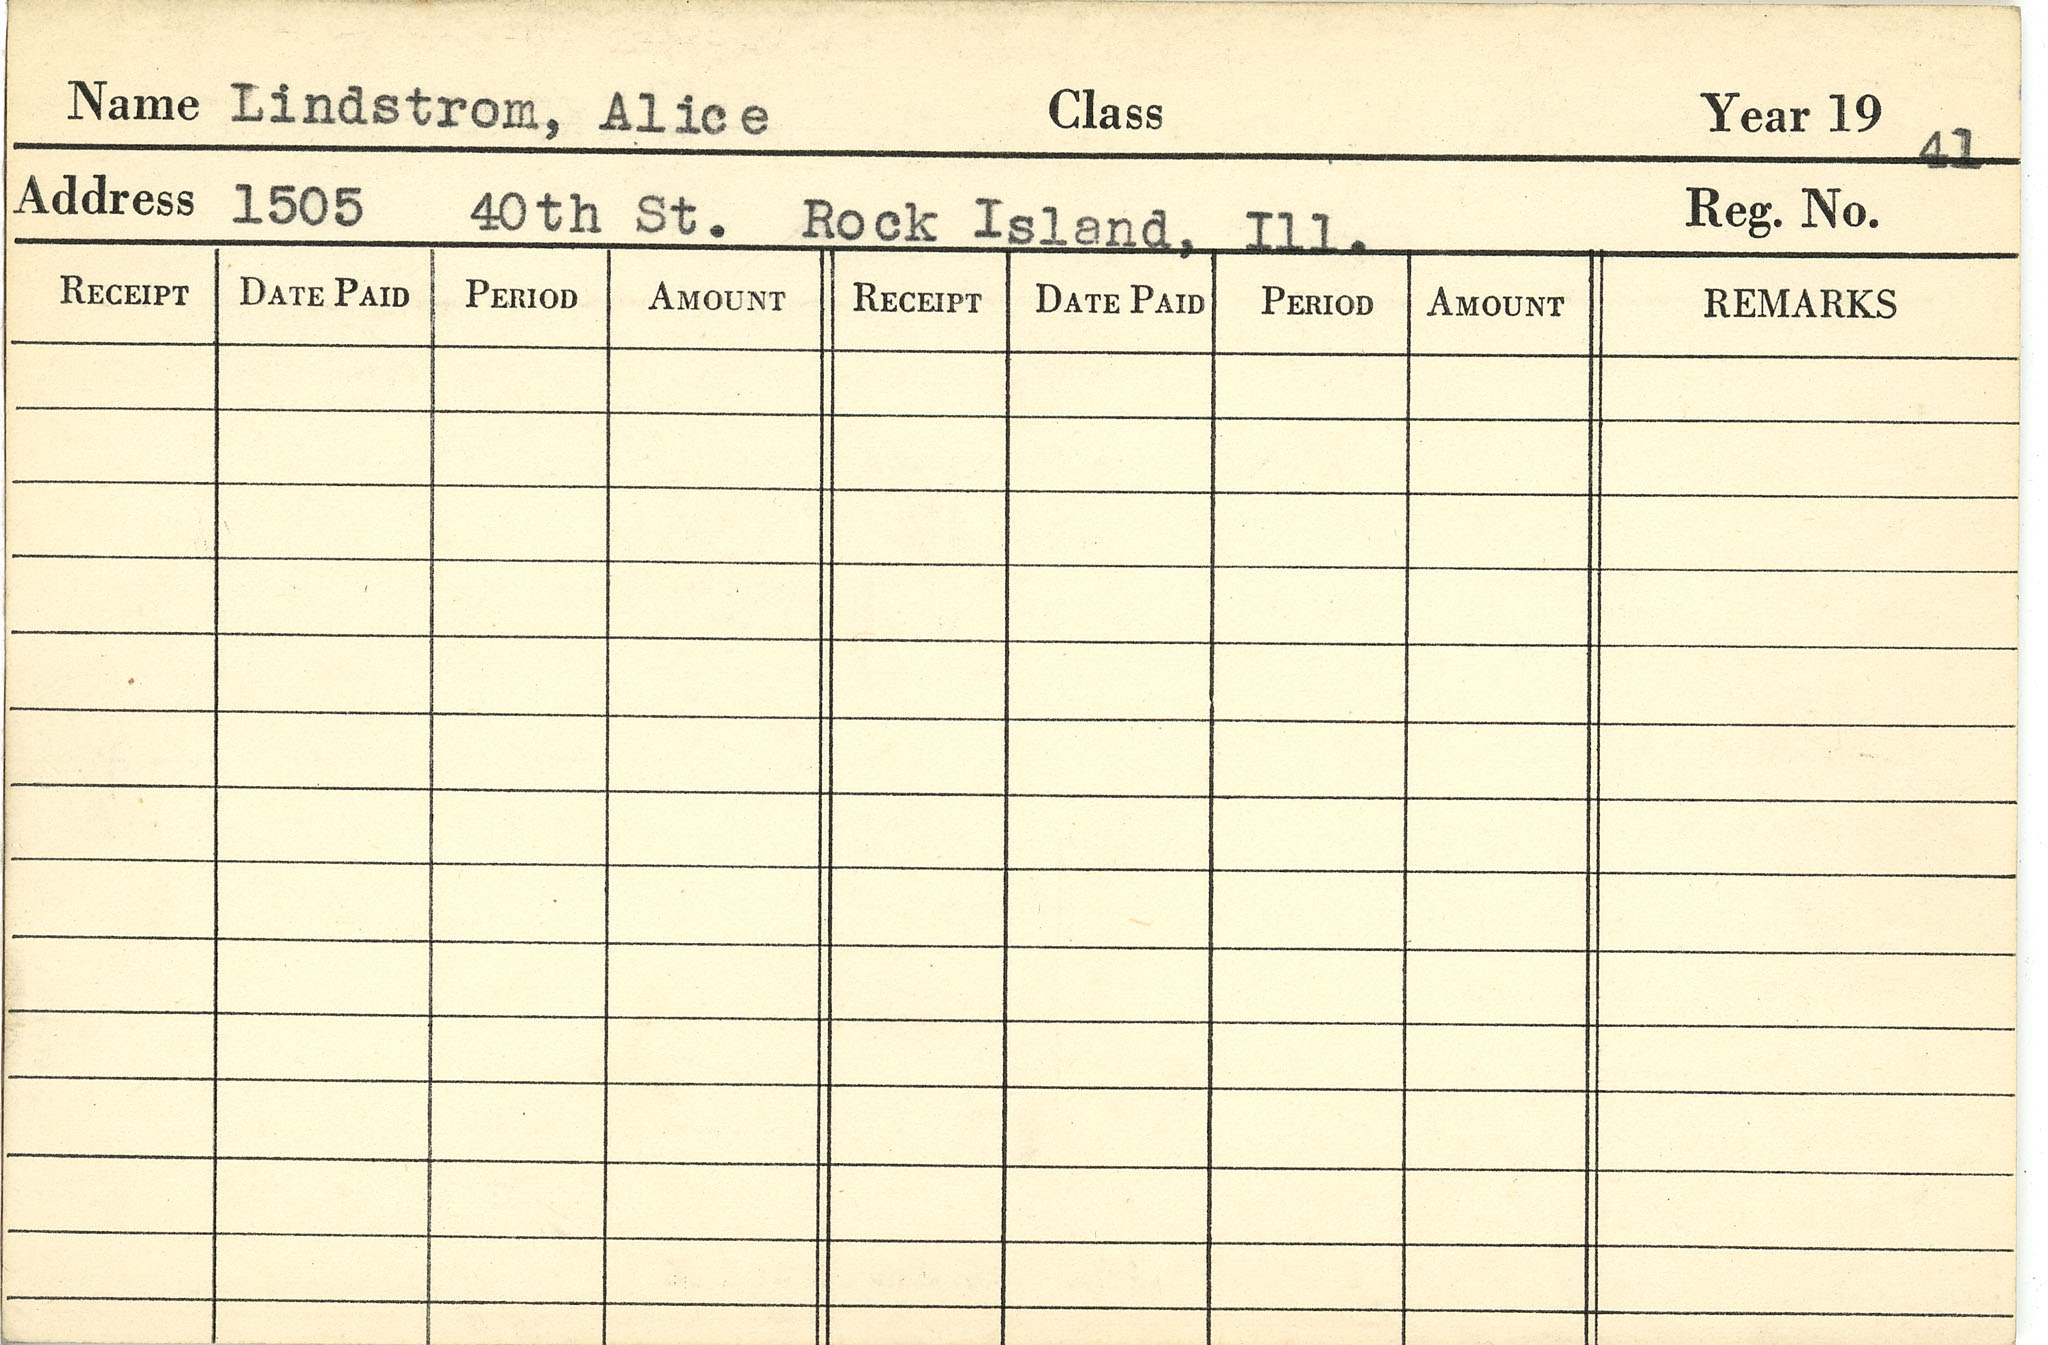 Name Lindstrom, Alice Class Year 19 41
Address 1505 40th St. Rock Island, Ill. Reg. No.
RECEIPT DATE PAID PERIOD AMOUNT RECEIPT DATE PAID PERIOD AMOUNT REMARKS